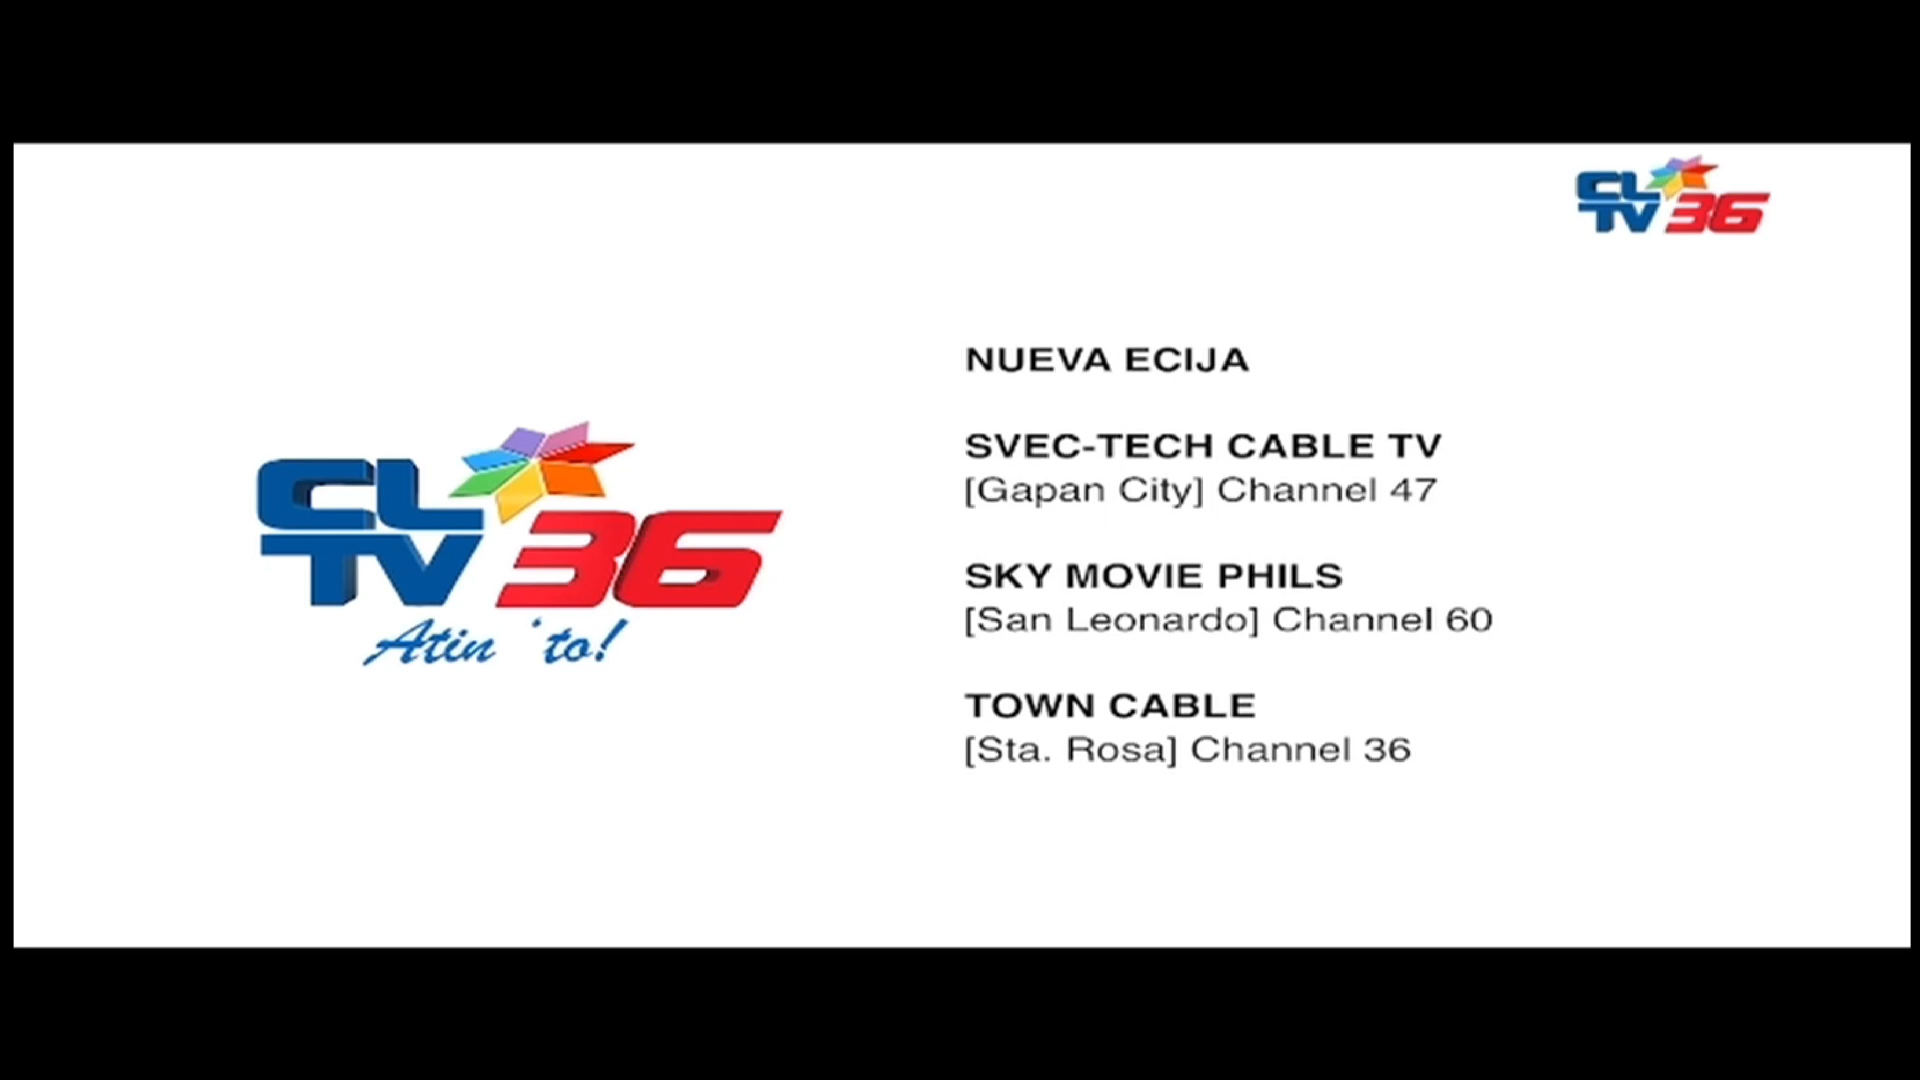 CL
TV 36
NUEVA ECIJA
SVEC-TECH CABLE TV
[Gapan City] Channel 47
SKY MOVIE PHILS
[San Leonardo] Channel 60
TOWN CABLE
[Sta. Rosa] Channel 36
CL
TV 36
Atin 'to!